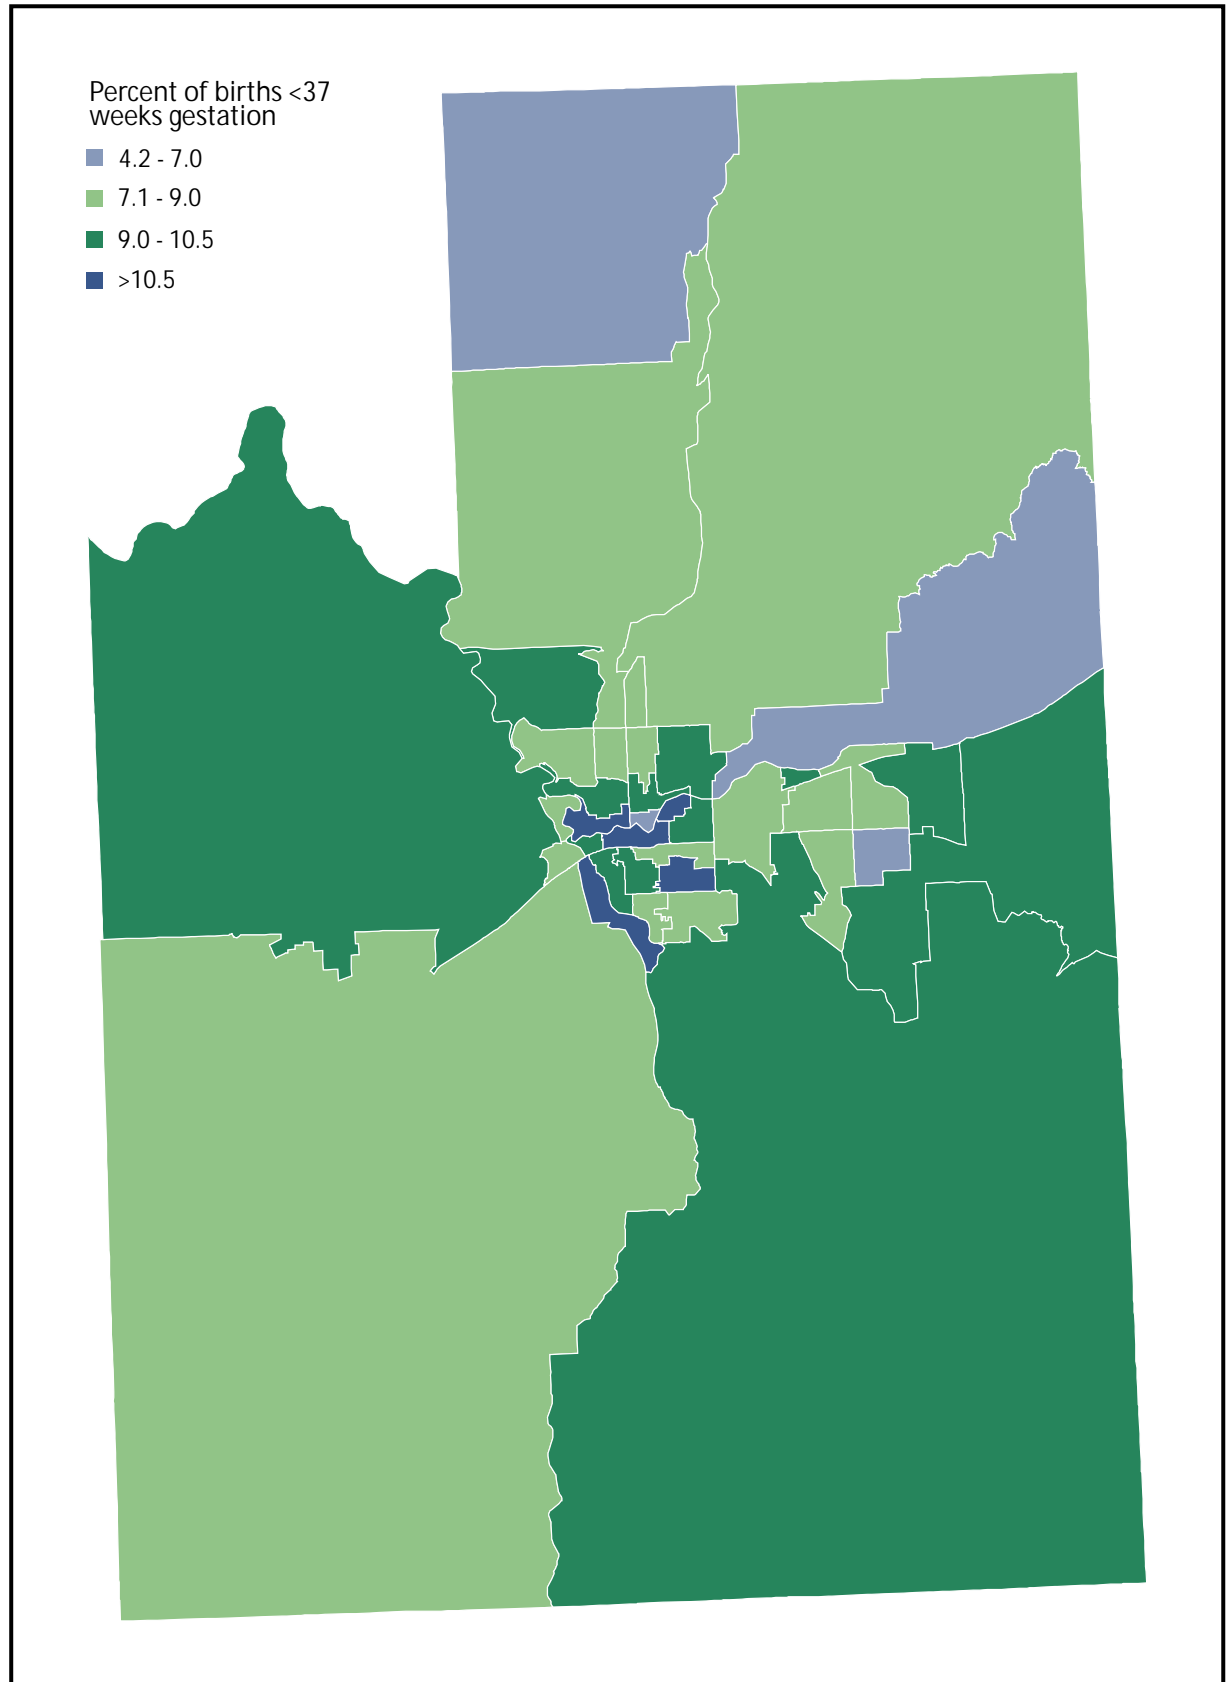 Percent of births <37
weeks gestation
4.2 - 7.0
7.1 - 9.0
9.0 - 10.5
>10.5